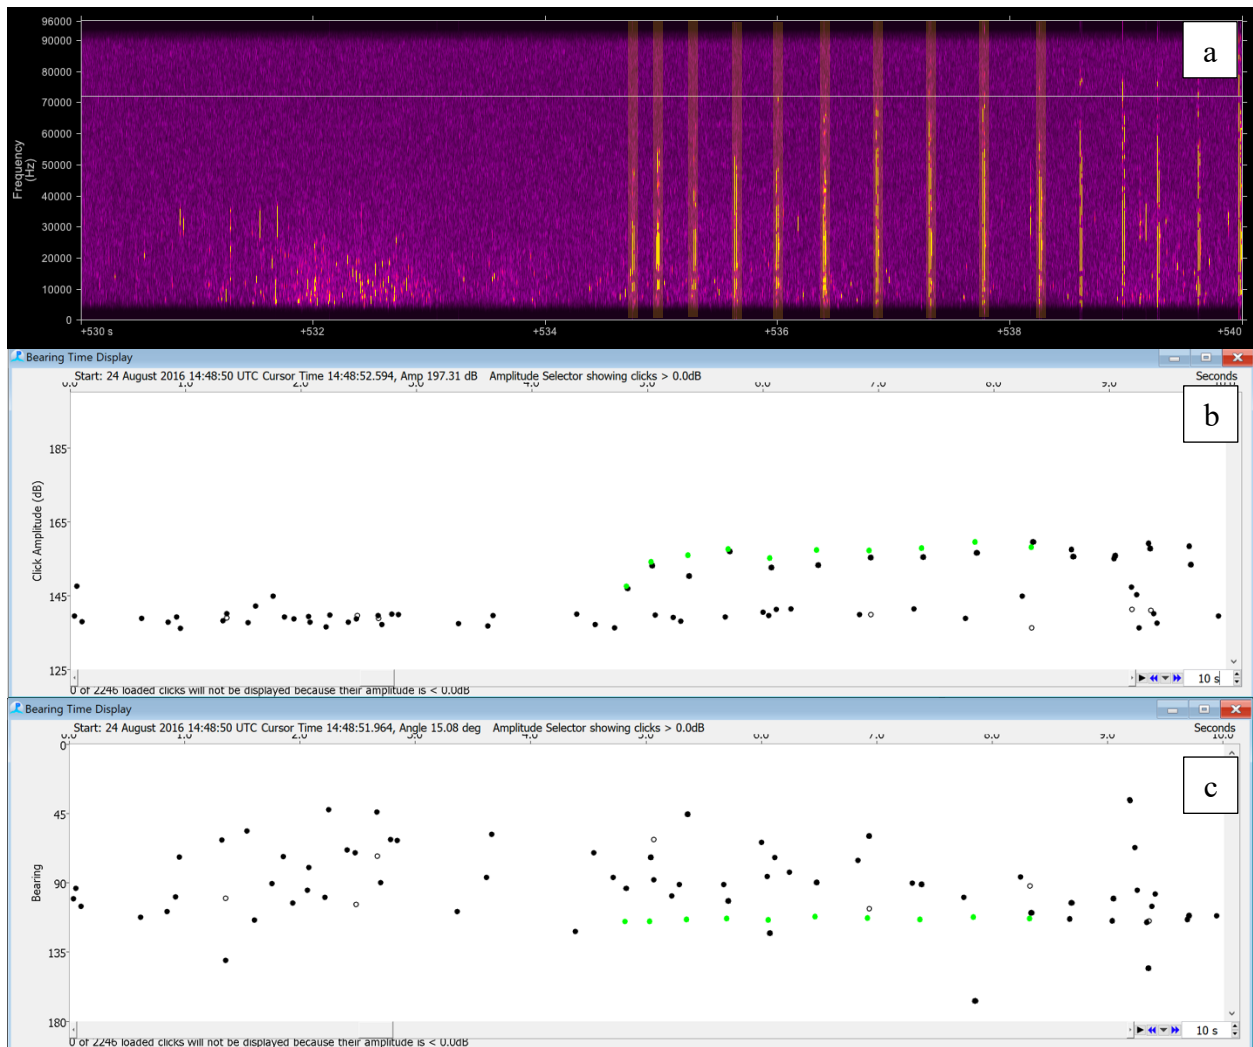 96000
90000
a
80000
70000
60000
50000
40000
30000
20000
10000
0
Frequency
(Hz)
+530 s
+532
+534
+536
+538
+540
Bearing Time Display
Start: 24 August 2016 14:48:50 UTC Cursor Time 14:48:52.594, Amp 197.31 dB Amplitude Selector showing clicks > 0.0dB
Seconds
b
185
165
145
125
Click Amplitude (dB)
10 s
0 of 2246 loaded clicks will not be displayed because their amplitude is < 0.0dB
Bearing Time Display
Start: 24 August 2016 14:48:50 UTC Cursor Time 14:48:51.964, Angle 15.08 deg Amplitude Selector showing clicks > 0.0dB
Seconds
0
c
45
90
135
180
Bearing
10 s
0 of 2246 loaded clicks will not be displayed because their amplitude is < 0.0dB